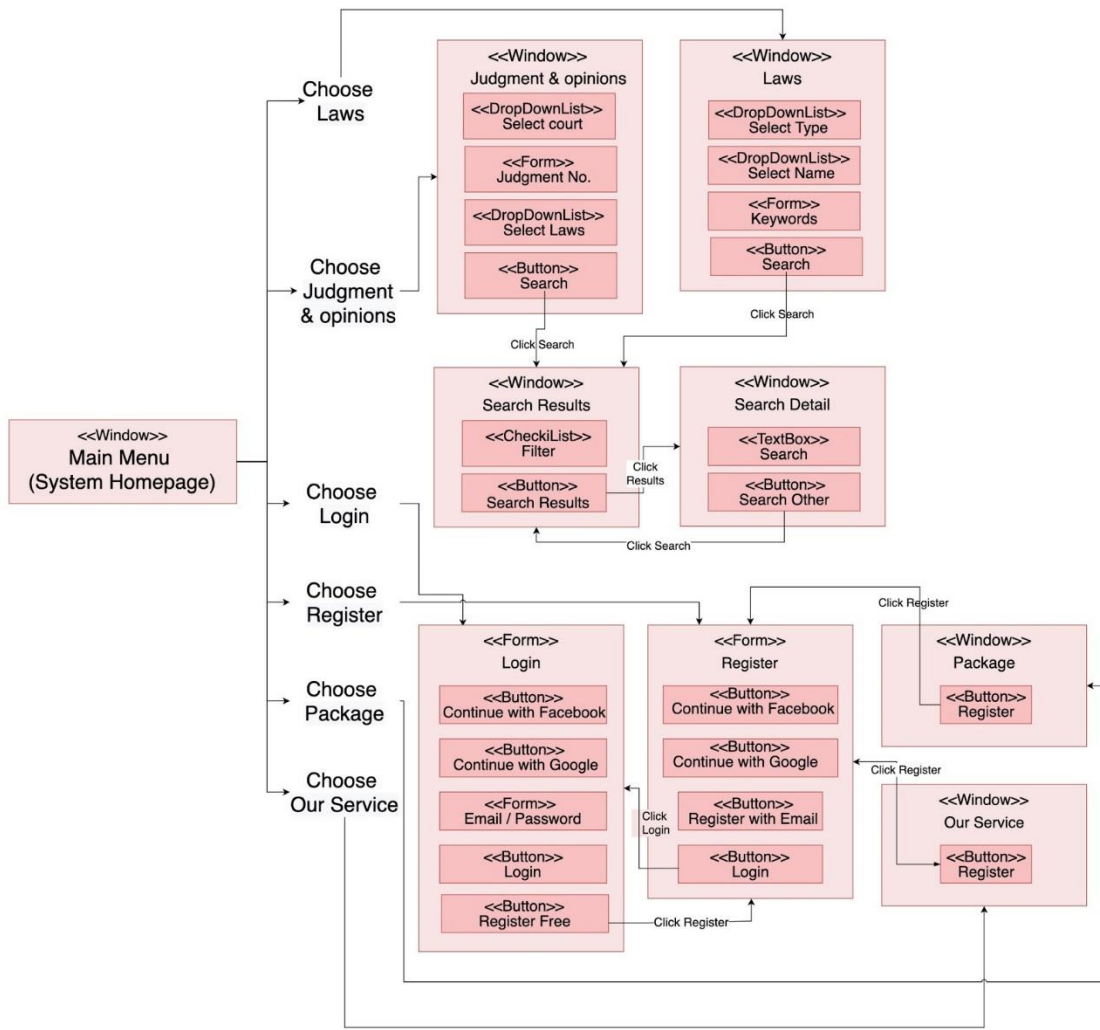 <<Window>>
Main Menu
(System Homepage)
Choose
Laws
Choose
Judgment
& opinions
Choose
Login
Choose
Register
Choose
Package
Choose
Our Service
<<Window>>
Judgment & opinions
<<DropDownList>>
Select court
<<Form>>
Judgment No.
<<DropDownList>>
Select Laws
<<Button>>
Search
Click Search
<<Window>>
Laws
<<DropDownList>>
Select Type
<<DropDownList>>
Select Name
<<Form>>
Keywords
<<Button>>
Search
Click Search
<<Window>>
Search Results
<<CheckiList>>
Filter
<<Button>>
Search Results
Click
Results
<<Window>>
Search Detail
<<TextBox>>
Search
<<Button>>
Search Other
Click Search
<<Form>>
Login
<<Button>>
Continue with Facebook
<<Button>>
Continue with Google
<<Form>>
Email / Password
<<Button>>
Login
<<Button>>
Register Free
Click Register
Click
Login
<<Form>>
Register
<<Button>>
Continue with Facebook
<<Button>>
Continue with Google
<<Button>>
Register with Email
<<Button>>
Login
Click Register
<<Window>>
Package
<<Button>>
Register
Click Register
<<Window>>
Our Service
<<Button>>
Register